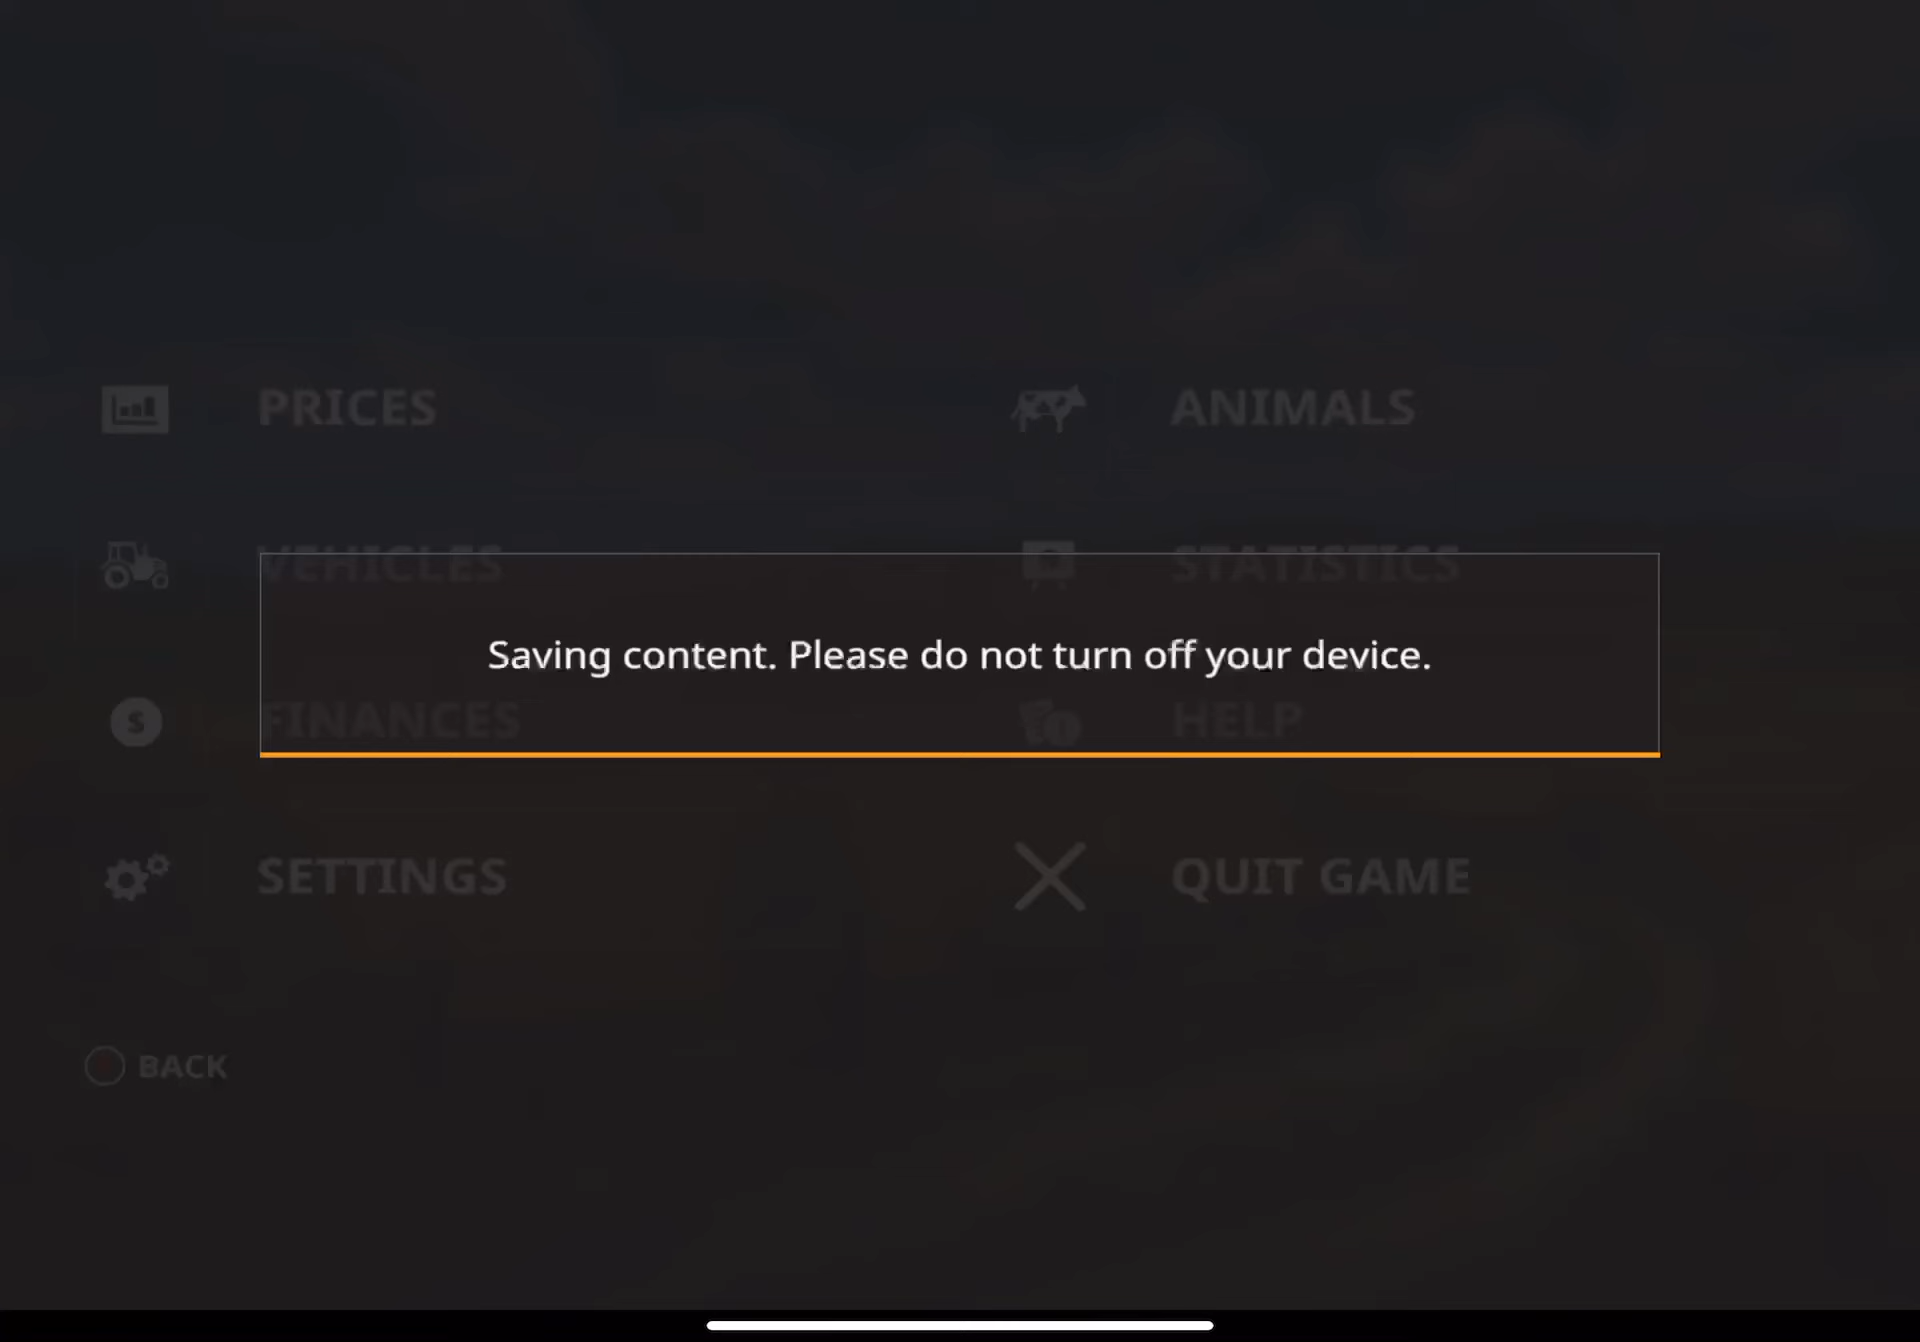 PRICES
ANIMALS
VEHICLES
STATISTICS
Saving content. Please do not turn off your device.
FINANCES
HELP
SETTINGS
QUIT GAME
BACK